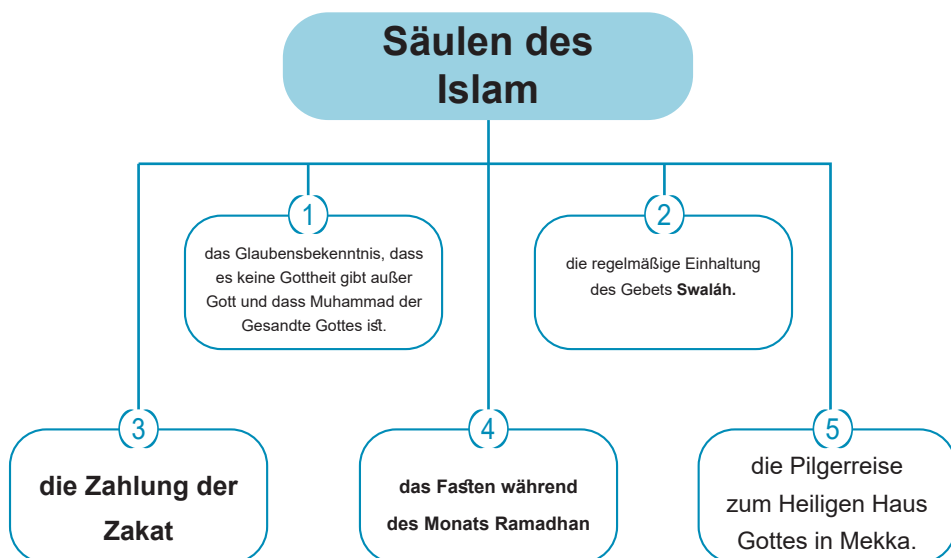 Säulen des
Islam
1
das Glaubensbekenntnis, dass
es keine Gottheit gibt außer
Gott und dass Muhammad der
Gesandte Gottes ist.
2
die regelmäßige Einhaltung
des Gebets Swaláh.
3
die Zahlung der
Zakat
4
das Fasten während
des Monats Ramadhan
5
die Pilgerreise
zum Heiligen Haus
Gottes in Mekka.